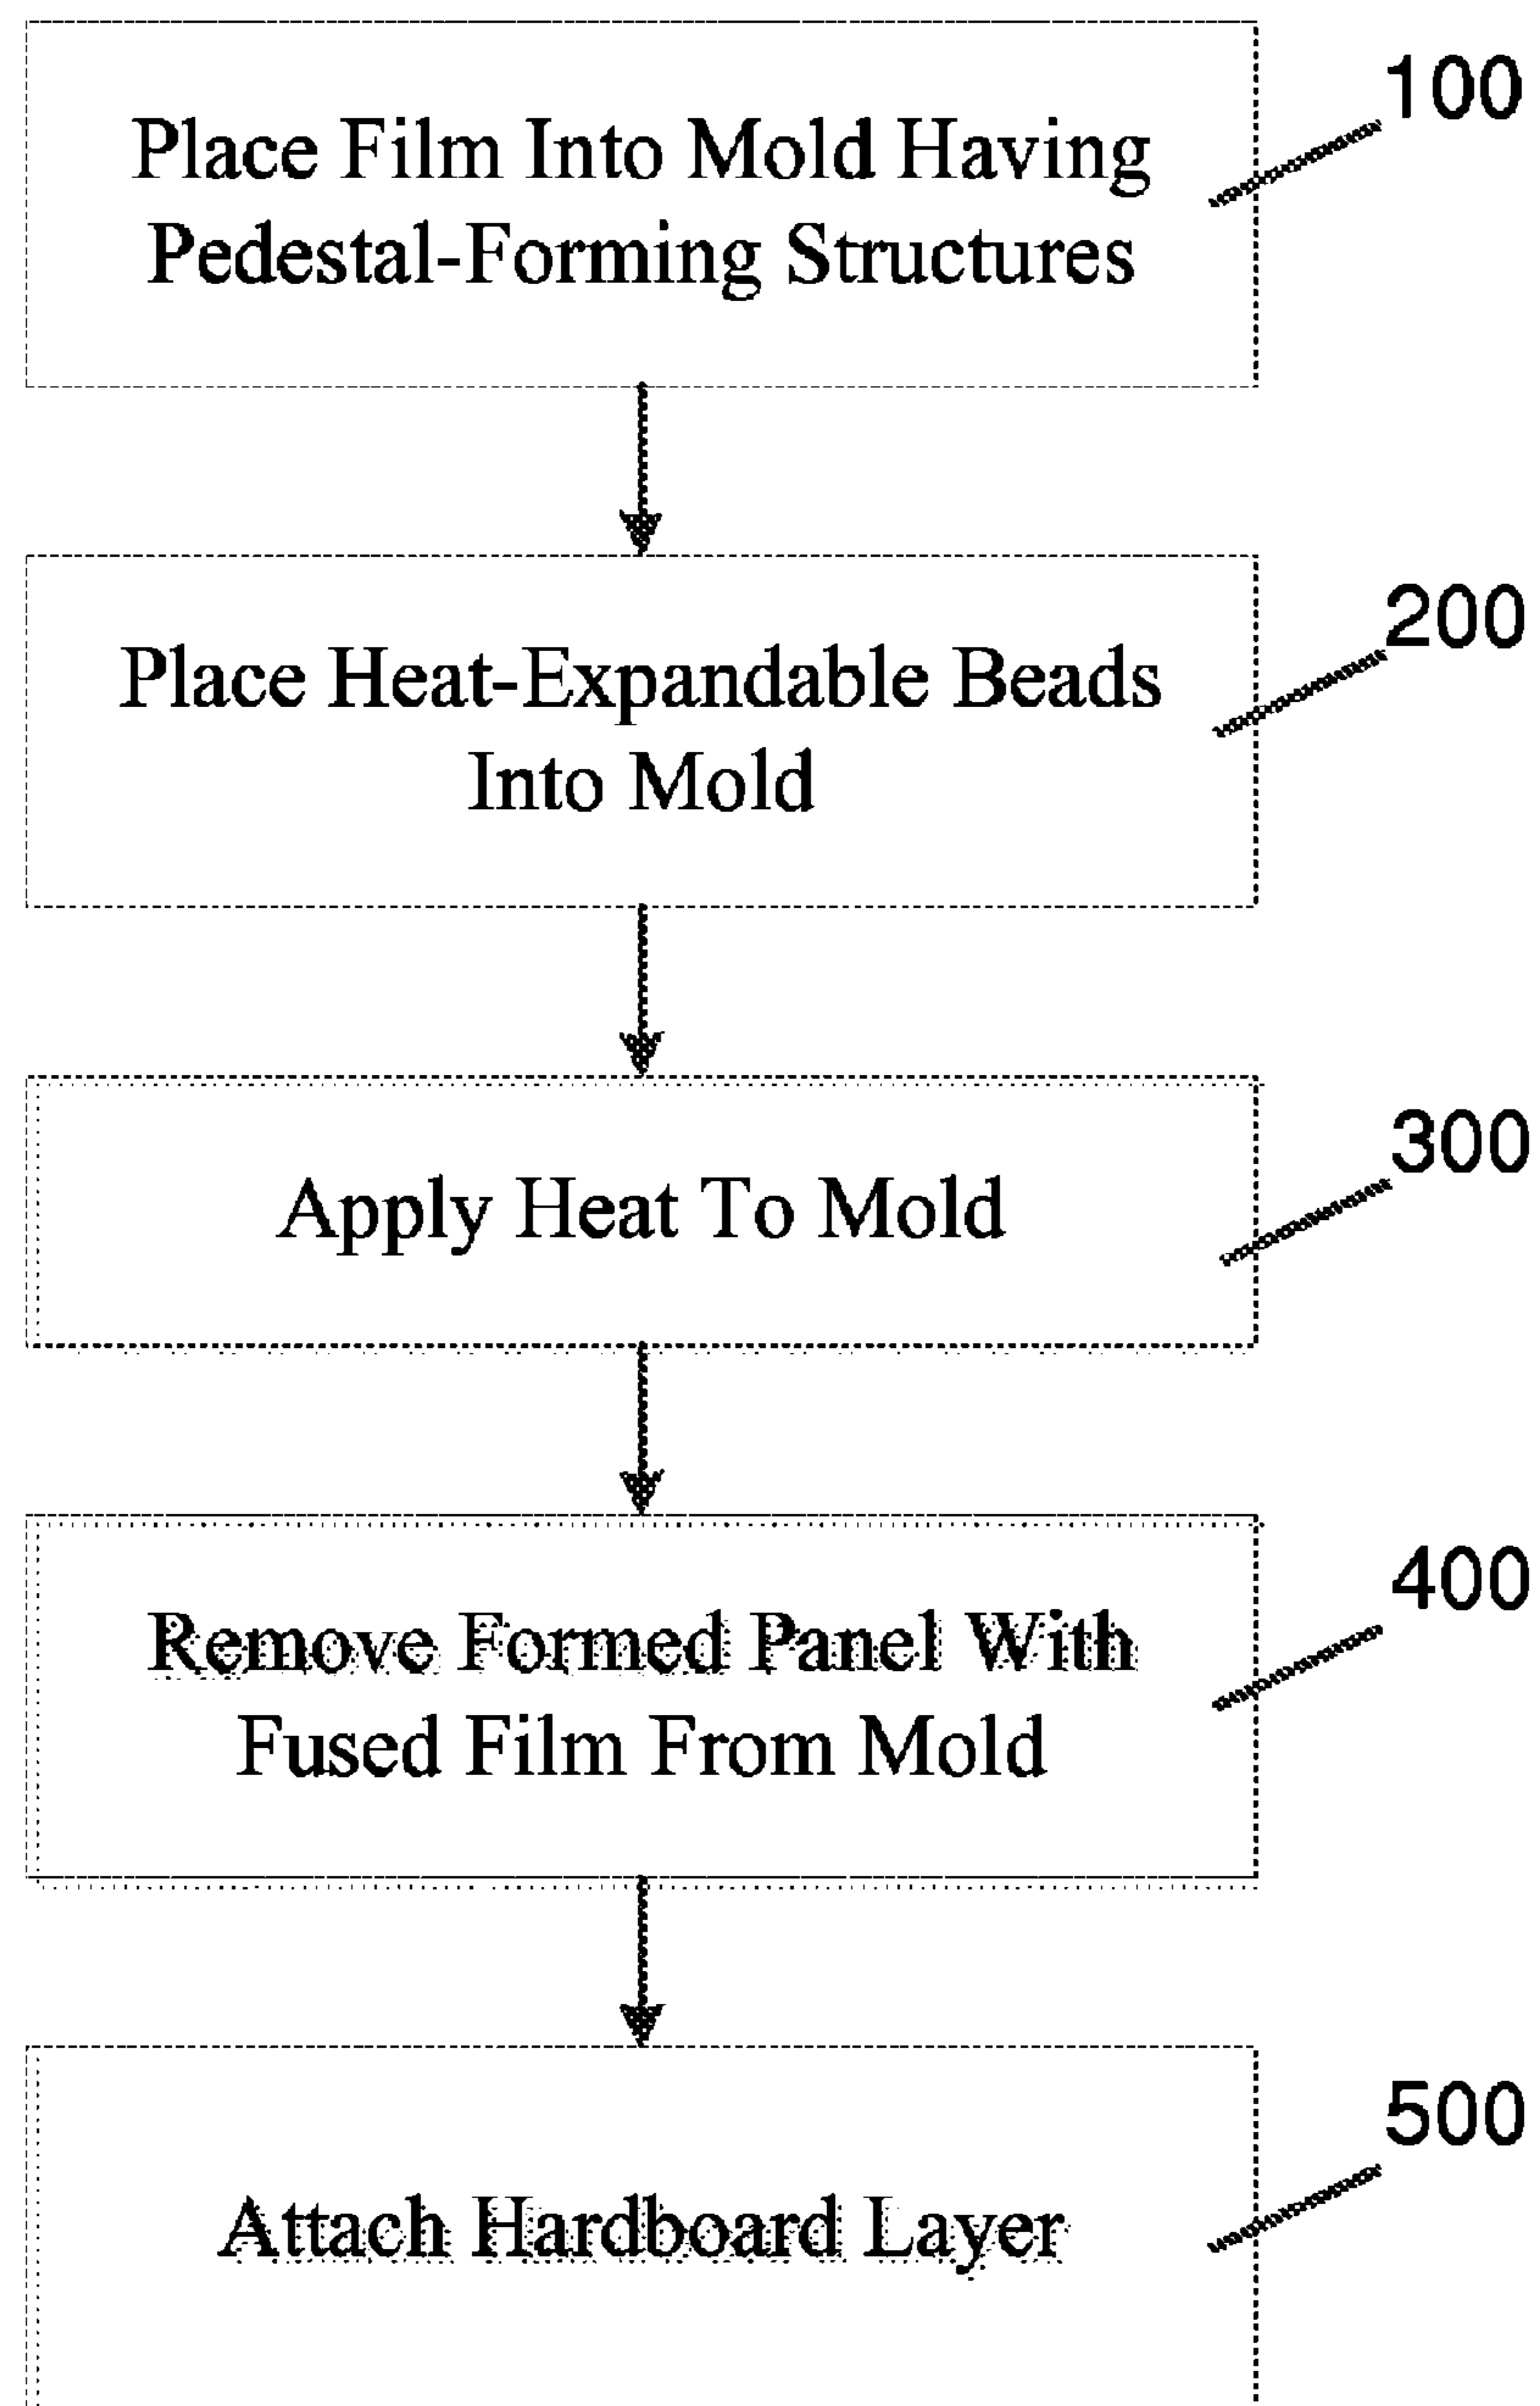 Place Film Into Mold Having
Pedestal-Forming Structures
100
Place Heat-Expandable Beads
Into Mold
200
Apply Heat To Mold
300
Remove Formed Panel With
Fused Film From Mold
400
Attach Hardboard Layer
500